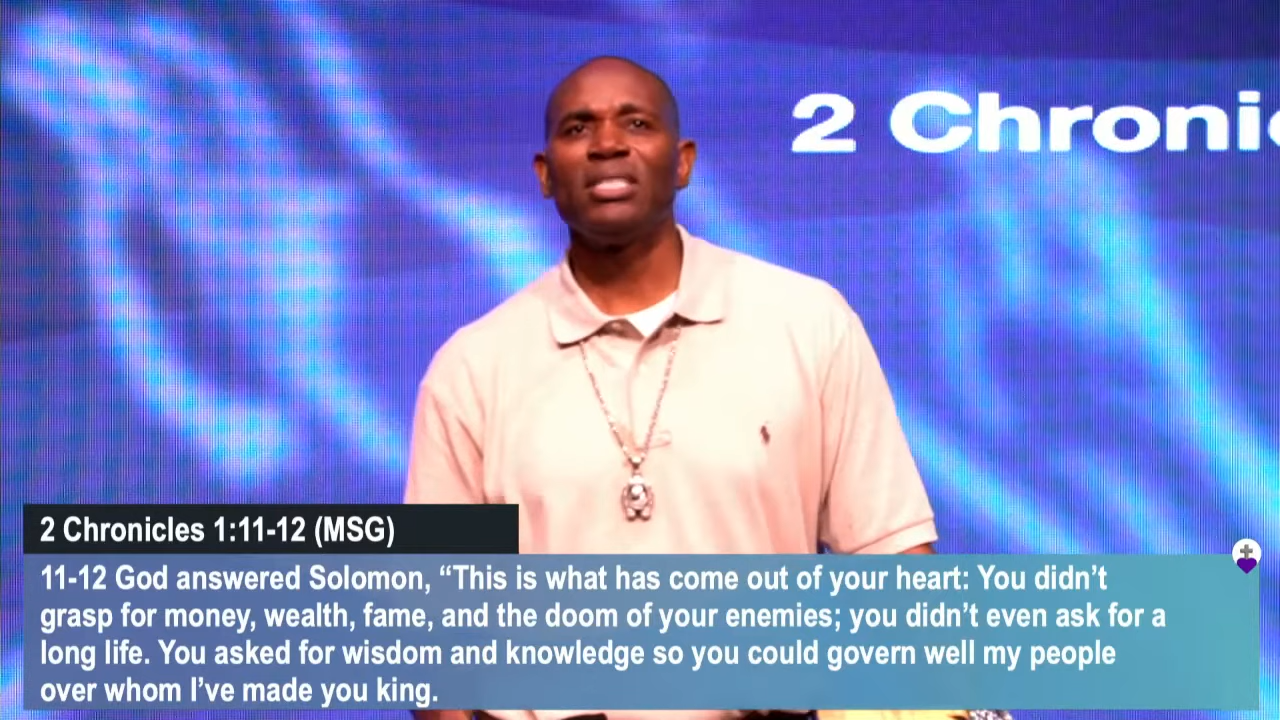 2 Chronic
2 Chronicles 1:11-12 (MSG)
11-12 God answered Solomon, “This is what has come out of your heart: You didn’t
grasp for money, wealth, fame, and the doom of your enemies; you didn’t even ask for a
long life. You asked for wisdom and knowledge so you could govern well my people
over whom I’ve made you king.